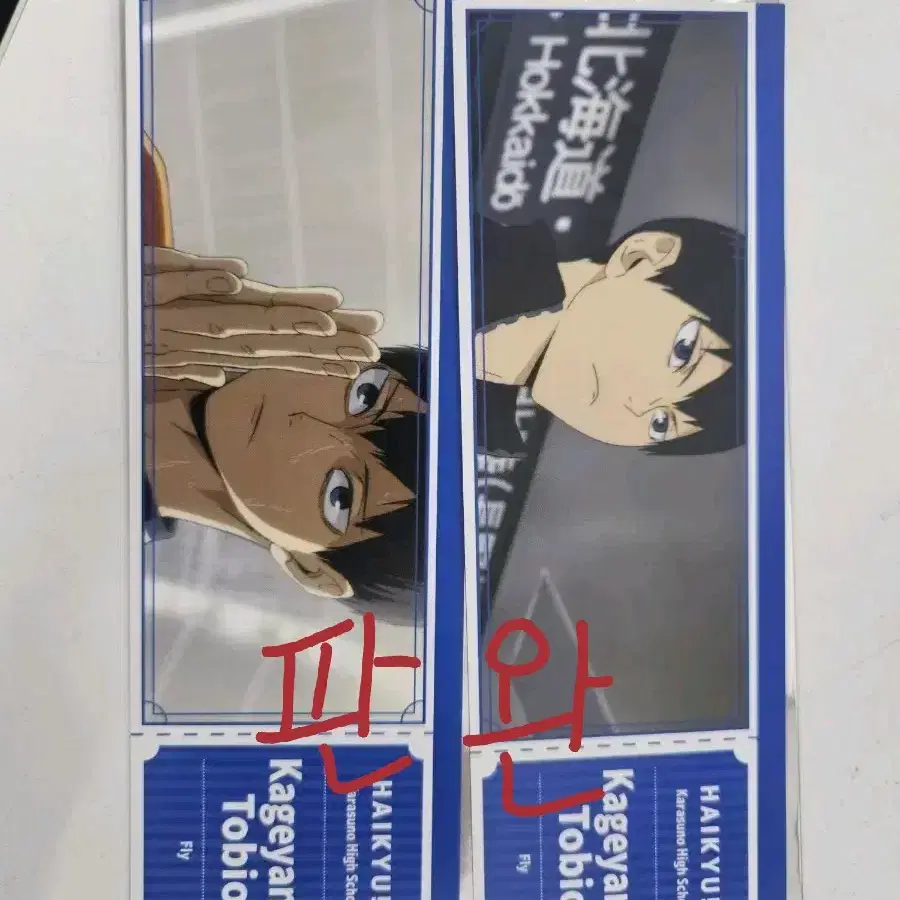 北海道・
Hokkaido
판
완
HAIKYU!
Karasuno High Scho
Kageyam
Tobio
Fly
HAIKYU!
Karasuno High Scho
Kageyam
Tobio
Fly